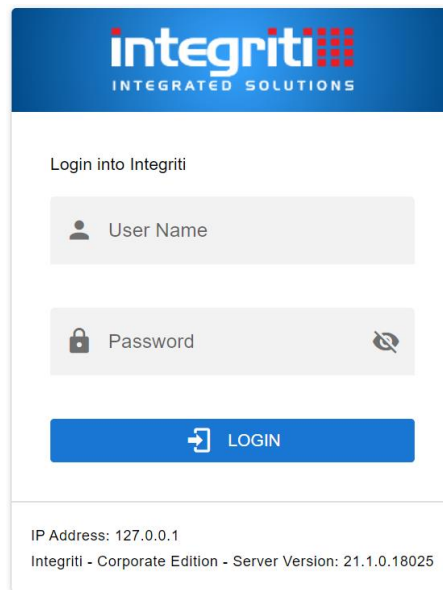 integriti
INTEGRATED SOLUTIONS
Login into Integriti
User Name
Password
LOGIN
IP Address: 127.0.0.1
Integriti - Corporate Edition - Server Version: 21.1.0.18025